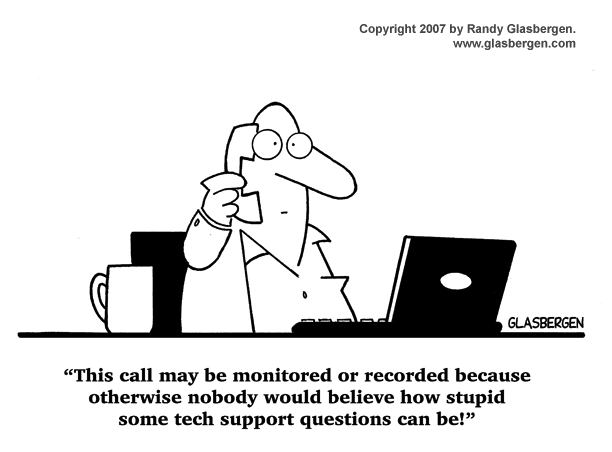 Copyright 2007 by Randy Glasbergen.
www.glasbergen.com
GLASBERGEN
“This call may be monitored or recorded because
otherwise nobody would believe how stupid
some tech support questions can be!”